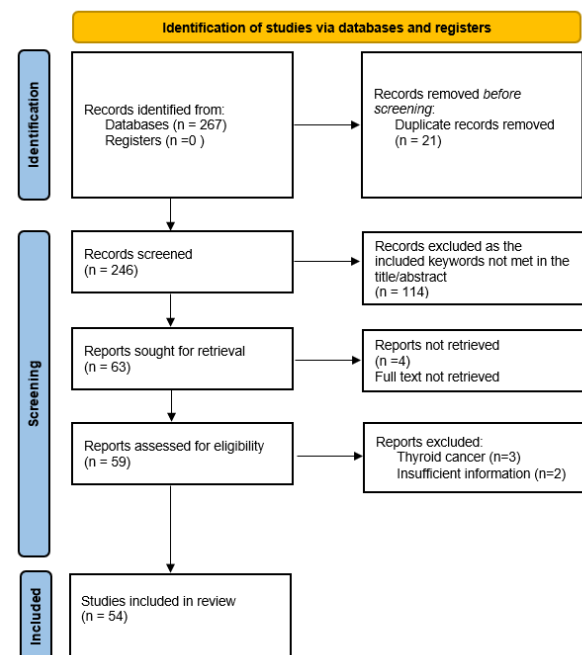 Identification of studies via databases and registers
Identification
Records identified from:
Databases (n = 267)
Registers (n =0 )
Records removed before
screening:
Duplicate records removed
(n = 21)
Screening
Records screened
(n = 246)
Records excluded as the
included keywords not met in the
title/abstract
(n = 114)
Reports sought for retrieval
(n = 63)
Reports not retrieved
(n =4)
Full text not retrieved
Reports assessed for eligibility
(n = 59)
Reports excluded:
Thyroid cancer (n=3)
Insufficient information (n=2)
Included
Studies included in review
(n = 54)